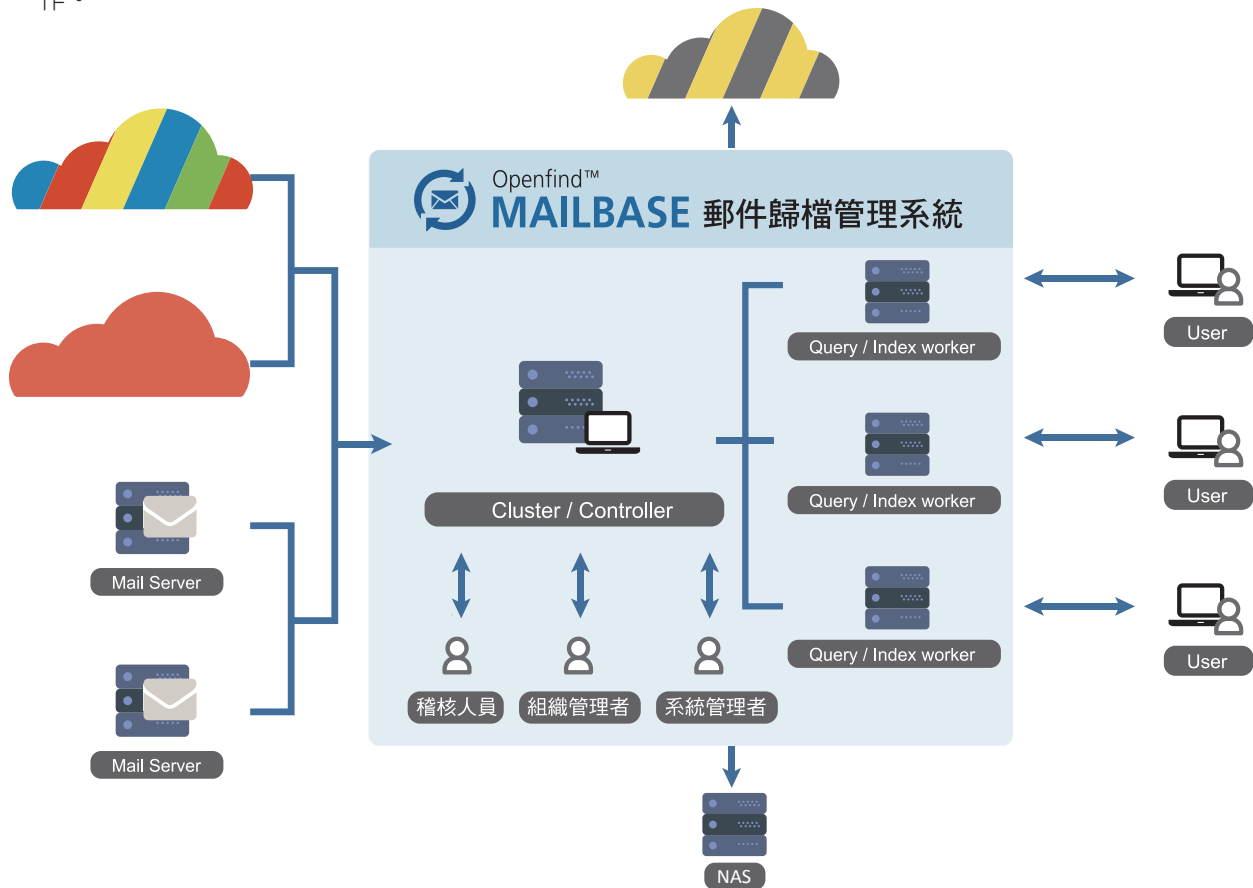 作。
Openfind™
MAILBASE 郵件歸檔管理系統
Query / Index worker
User
Query / Index worker
User
Cluster / Controller
Mail Server
Query / Index worker
User
稽核人員
組織管理者
系統管理者
Mail Server
NAS